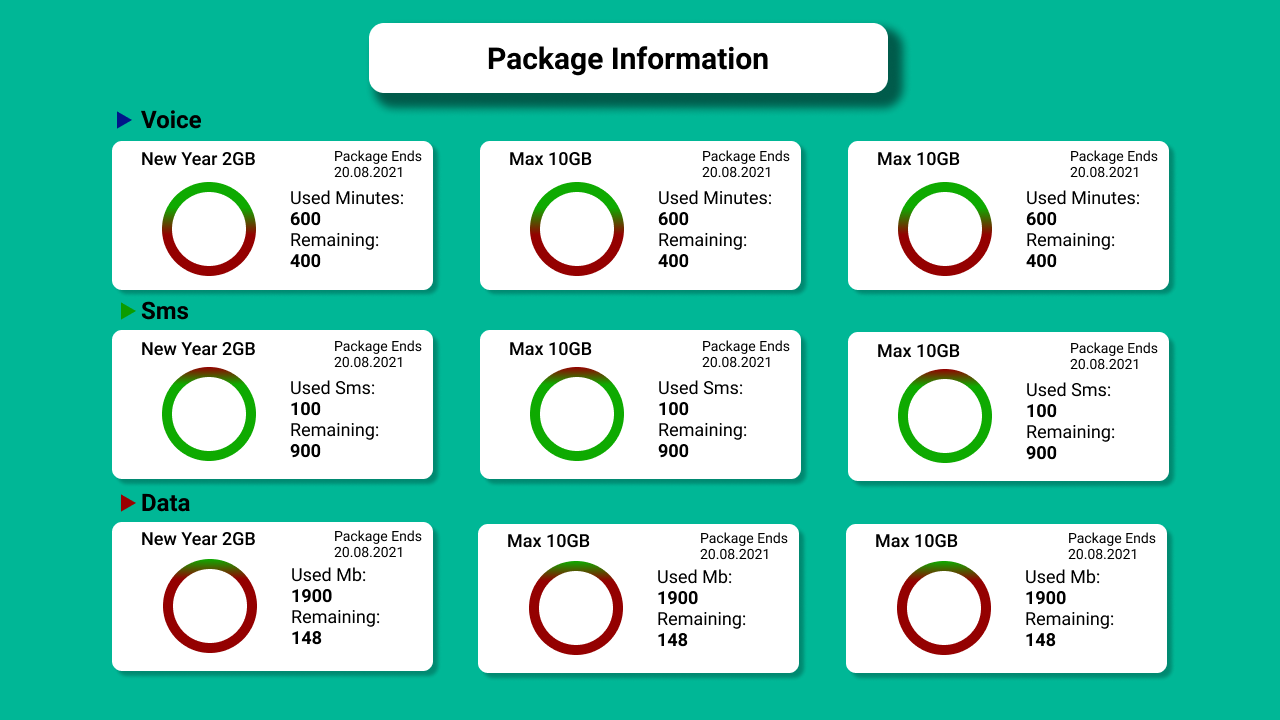 Package Information
Voice
New Year 2GB
Package Ends
20.08.2021
Used Minutes:
600
Remaining:
400
Max 10GB
Package Ends
20.08.2021
Used Minutes:
600
Remaining:
400
Max 10GB
Package Ends
20.08.2021
Used Minutes:
600
Remaining:
400
Sms
New Year 2GB
Package Ends
20.08.2021
Used Sms:
100
Remaining:
900
Max 10GB
Package Ends
20.08.2021
Used Sms:
100
Remaining:
900
Max 10GB
Package Ends
20.08.2021
Used Sms:
100
Remaining:
900
Data
New Year 2GB
Package Ends
20.08.2021
Used Mb:
1900
Remaining:
148
Max 10GB
Package Ends
20.08.2021
Used Mb:
1900
Remaining:
148
Max 10GB
Package Ends
20.08.2021
Used Mb:
1900
Remaining:
148